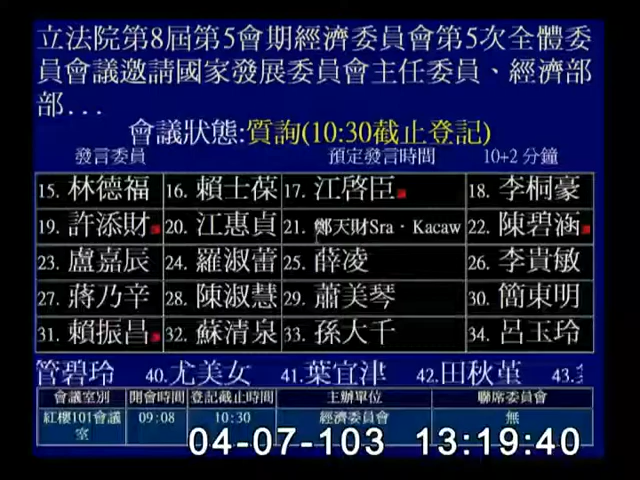 立法院第8屆第5會期經濟委員會第5次全體委
員會議邀請國家發展委員會主任委員、經濟部
部...
會議狀態:質詢(10:30截止登記)
發言委員 預定發言時間 10+2 分鐘
15. 林德福 16. 賴士葆 17. 江啓臣 18. 李桐豪
19. 許添財 20. 江惠貞 21. 鄭天財Sra·Kacaw 22. 陳碧涵
23. 盧嘉辰 24. 羅淑蕾 25. 薛凌 26. 李貴敏
27. 蔣乃辛 28. 陳淑慧 29. 蕭美琴 30. 簡東明
31. 賴振昌 32. 蘇清泉 33. 孫大千 34. 呂玉玲
管碧玲 40.尤美女 41.葉宜津 42.田秋堇 43.
會議室別 開會時間 登記截止時間 主辦單位 聯席委員會
紅樓101會議 09:08 10:30 經濟委員會 無
室
04-07-103 13:19:40